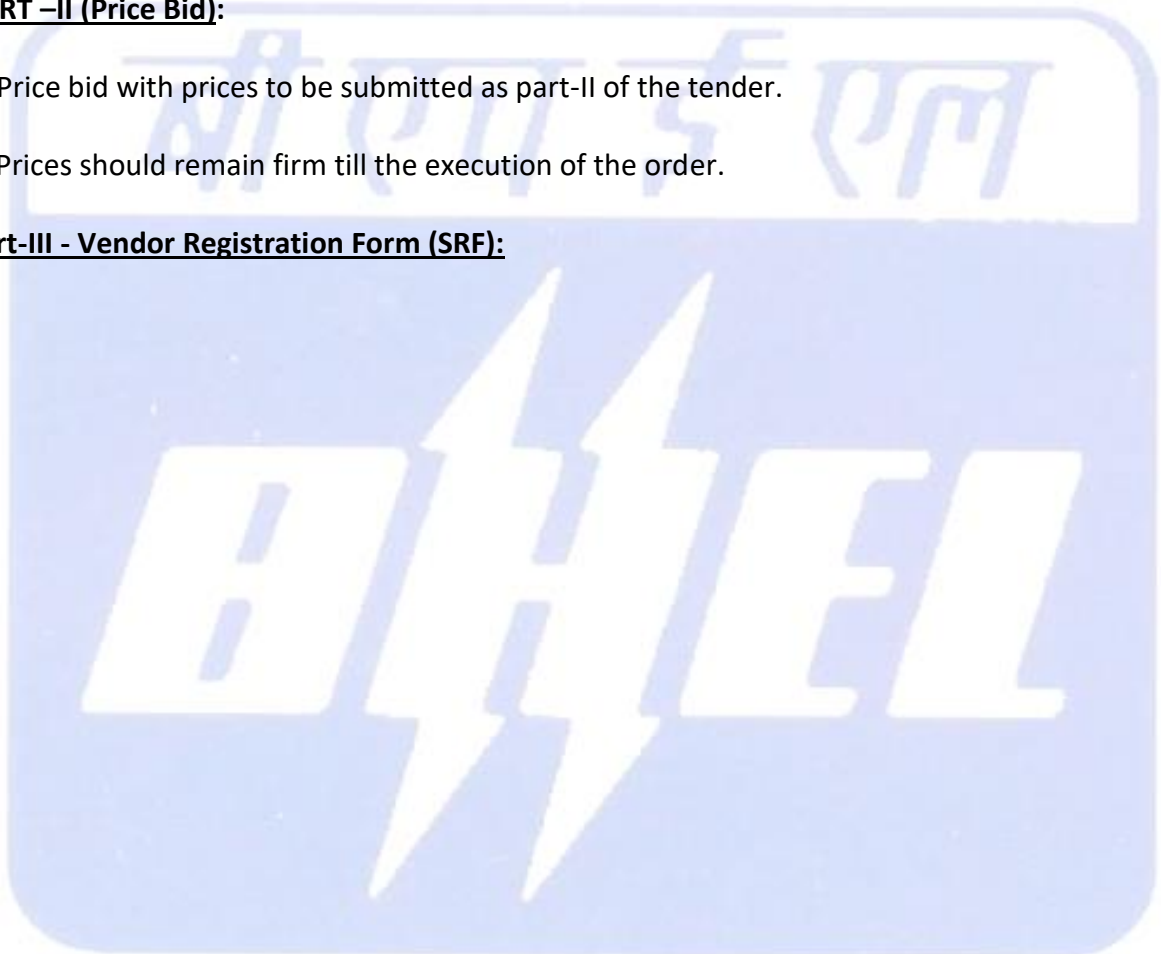 RT –II (Price Bid):
Price bid with prices to be submitted as part-II of the tender.
Prices should remain firm till the execution of the order.
rt-III - Vendor Registration Form (SRF):
बी एच ई एल
BHEL